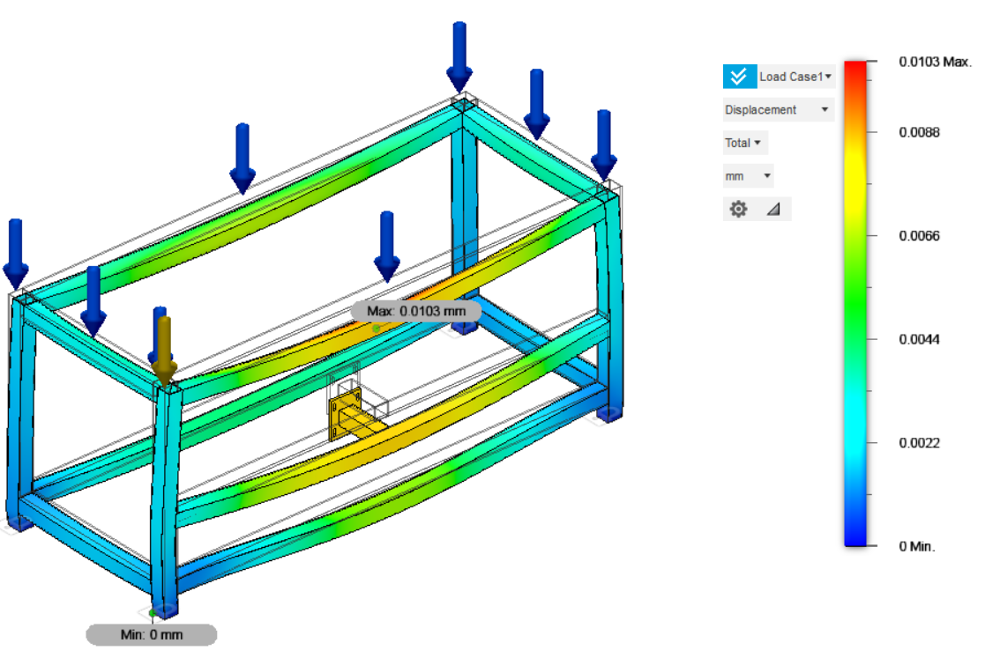 0.0103 Max.
Load Case1
Displacement
0.0088
Total
mm
0.0066
Max: 0.0103 mm
0.0044
0.0022
0 Min.
Min: 0 mm